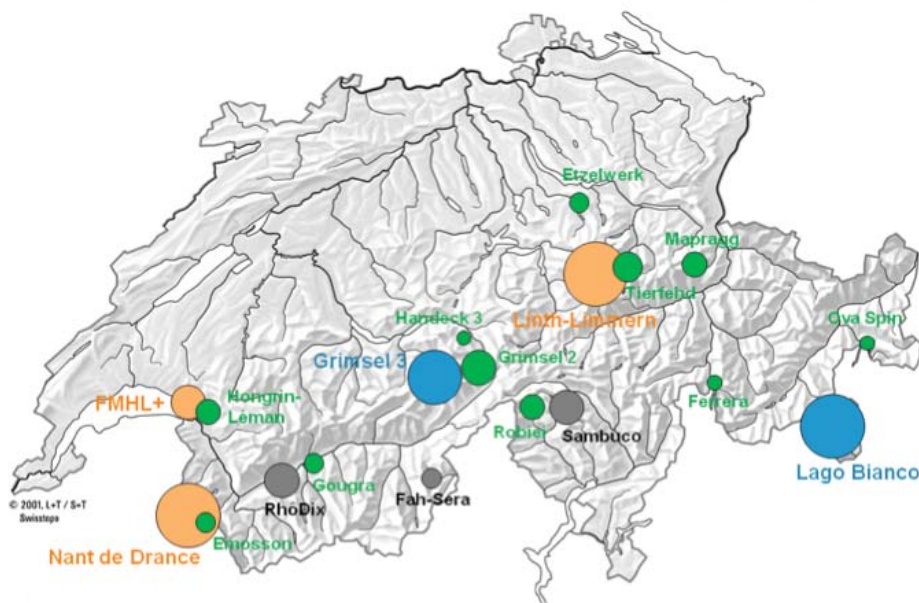 Etzelwerk
Mapragg
Tierfehd
Linth-Limmern
Ova Spin
Handeck 3
Grimsel 3
Grimsel 2
Ferrera
FMHL+
Hongrin-
Léman
Robiei
Sambuco
Lago Bianco
Gougra
RhoDix
Fah-Sera
© 2001, L+T / S+T
Swisstopo
Emosson
Nant de Drance